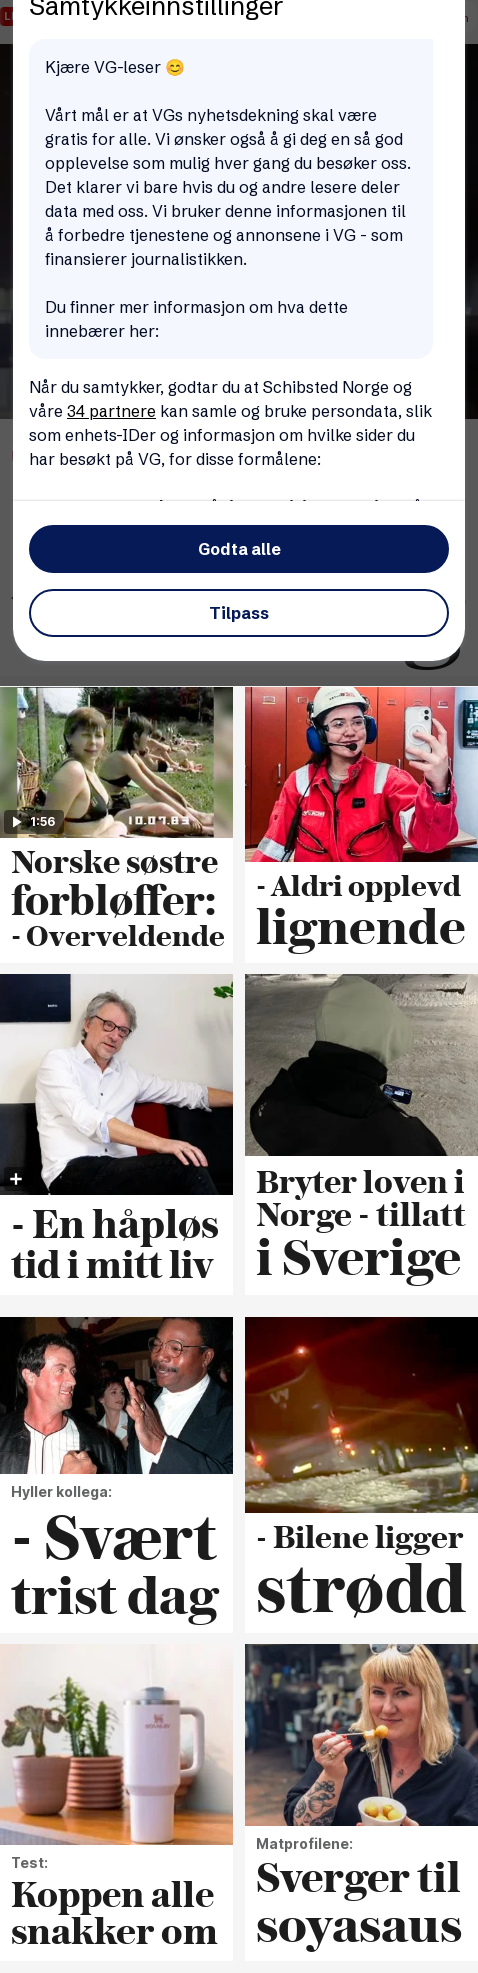 Samtykkeinnstillinger
Kjære VG-leser 😊
Vårt mål er at VGs nyhetsdekning skal være
gratis for alle. Vi ønsker også å gi deg en så god
opplevelse som mulig hver gang du besøker oss.
Det klarer vi bare hvis du og andre lesere deler
data med oss. Vi bruker denne informasjonen til
å forbedre tjenestene og annonsene i VG - som
finansierer journalistikken.
Du finner mer informasjon om hva dette
innebærer her:
Når du samtykker, godtar du at Schibsted Norge og
våre 34 partnere kan samle og bruke persondata, slik
som enhets-IDer og informasjon om hvilke sider du
har besøkt på VG, for disse formålene:
Godta alle
Tilpass
1:56
10.07.83
Norske søstre
forbløffer:
- Overveldende
- Aldri opplevd
lignende
- En håpløs
tid i mitt liv
Bryter loven i
Norge - tillatt
i Sverige
Hyller kollega:
- Svært
trist dag
- Bilene ligger
strødd
STANLEY
Test:
Koppen alle
snakker om
Matprofilene:
Sverger til
soyasaus